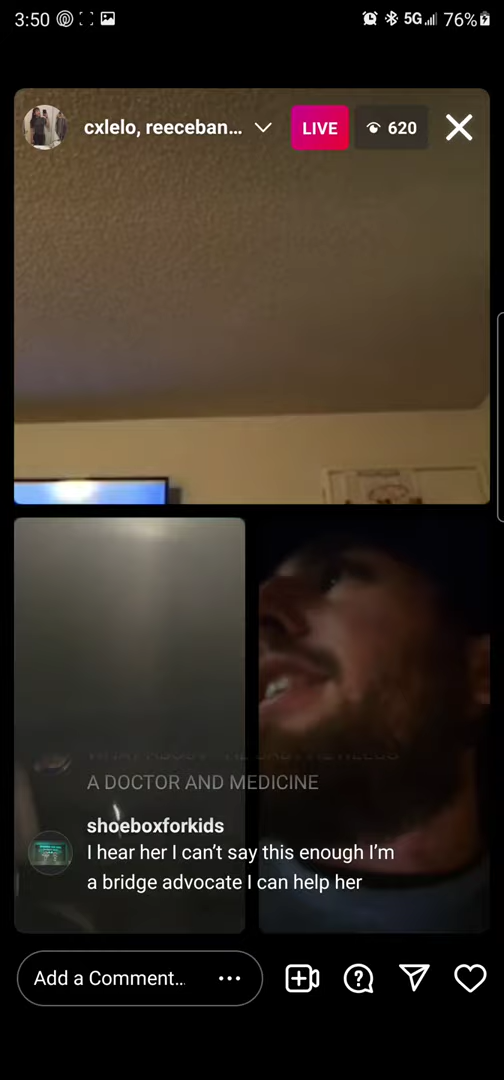 3:50
5G
76%
cxlelo, reeceban...
LIVE
620
A DOCTOR AND MEDICINE
shoeboxforkids
I hear her I can't say this enough I'm
a bridge advocate I can help her
Add a Comment...